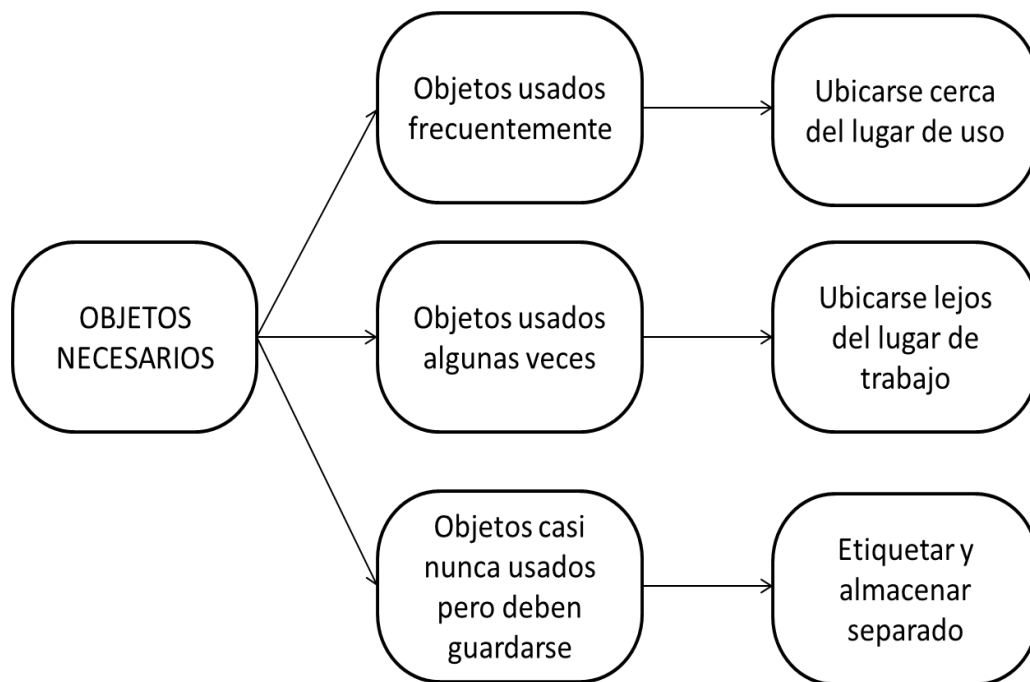 OBJETOS
NECESARIOS
Objetos usados
frecuentemente
Ubicarse cerca
del lugar de uso
Objetos usados
algunas veces
Ubicarse lejos
del lugar de
trabajo
Objetos casi
nunca usados
pero deben
guardarse
Etiquetar y
almacenar
separado